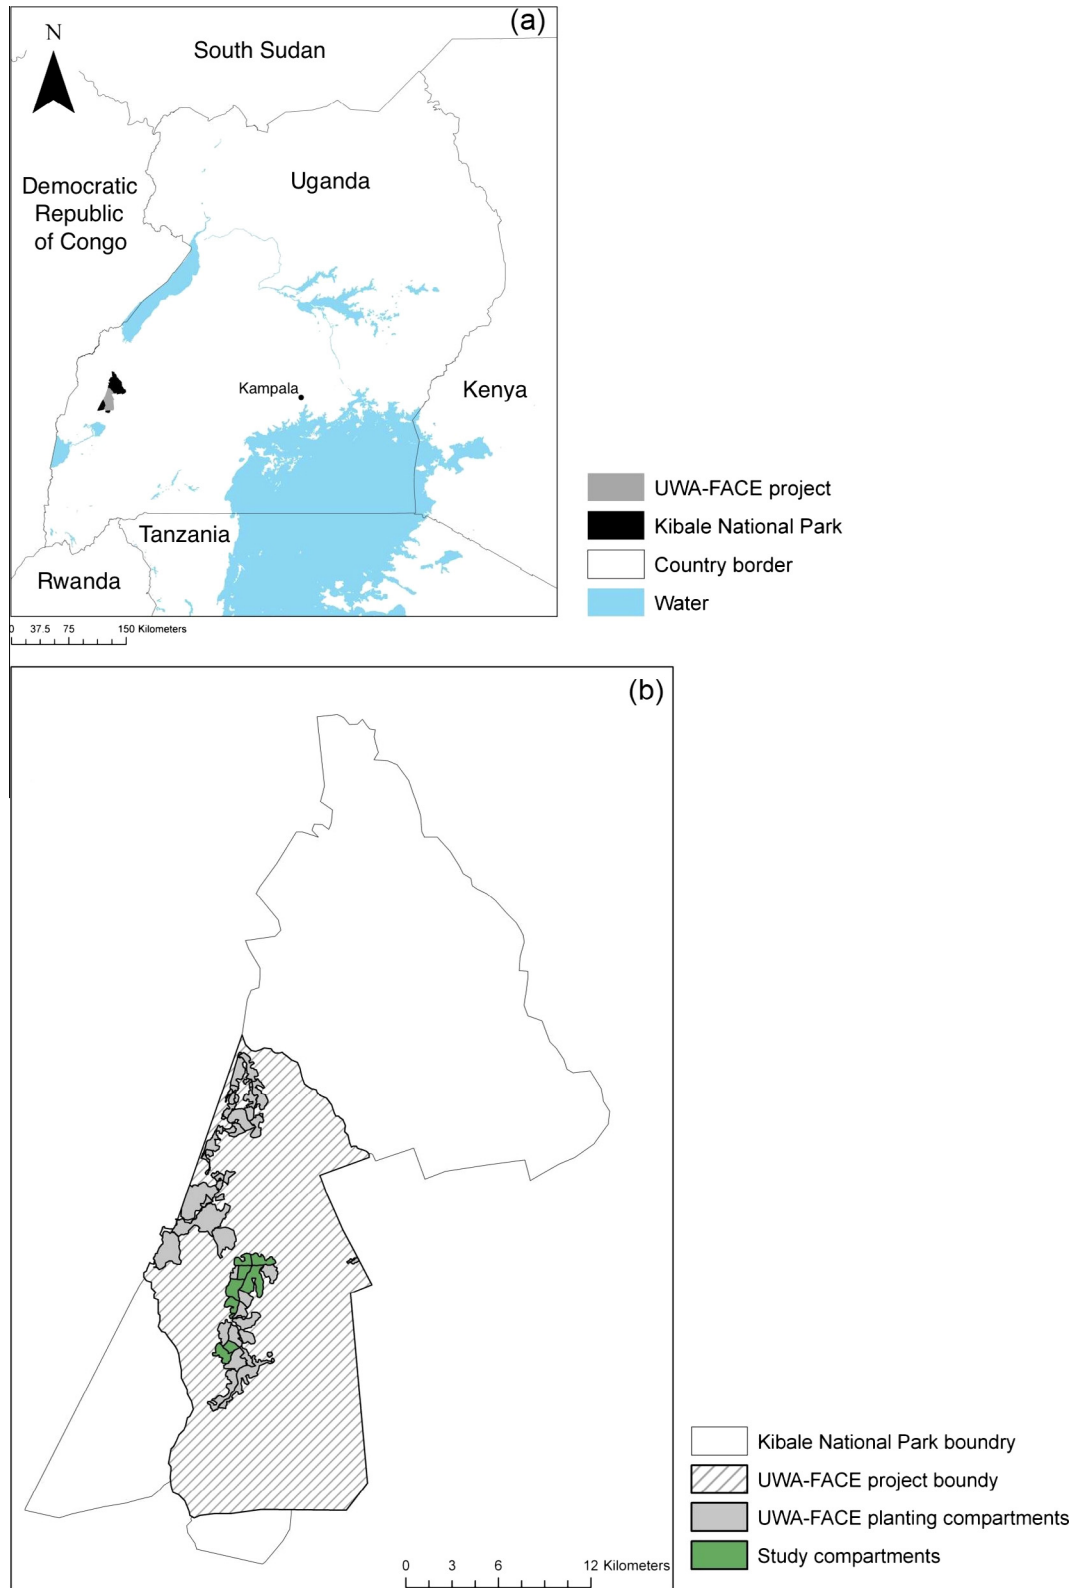 (a)
N
South Sudan
Democratic
Republic
of Congo
Uganda
Kampala
Kenya
Tanzania
Rwanda
UWA-FACE project
Kibale National Park
Country border
Water
0 37.5 75 150 Kilometers
(b)
Kibale National Park boundry
UWA-FACE project boundy
UWA-FACE planting compartments
Study compartments
0 3 6 12 Kilometers